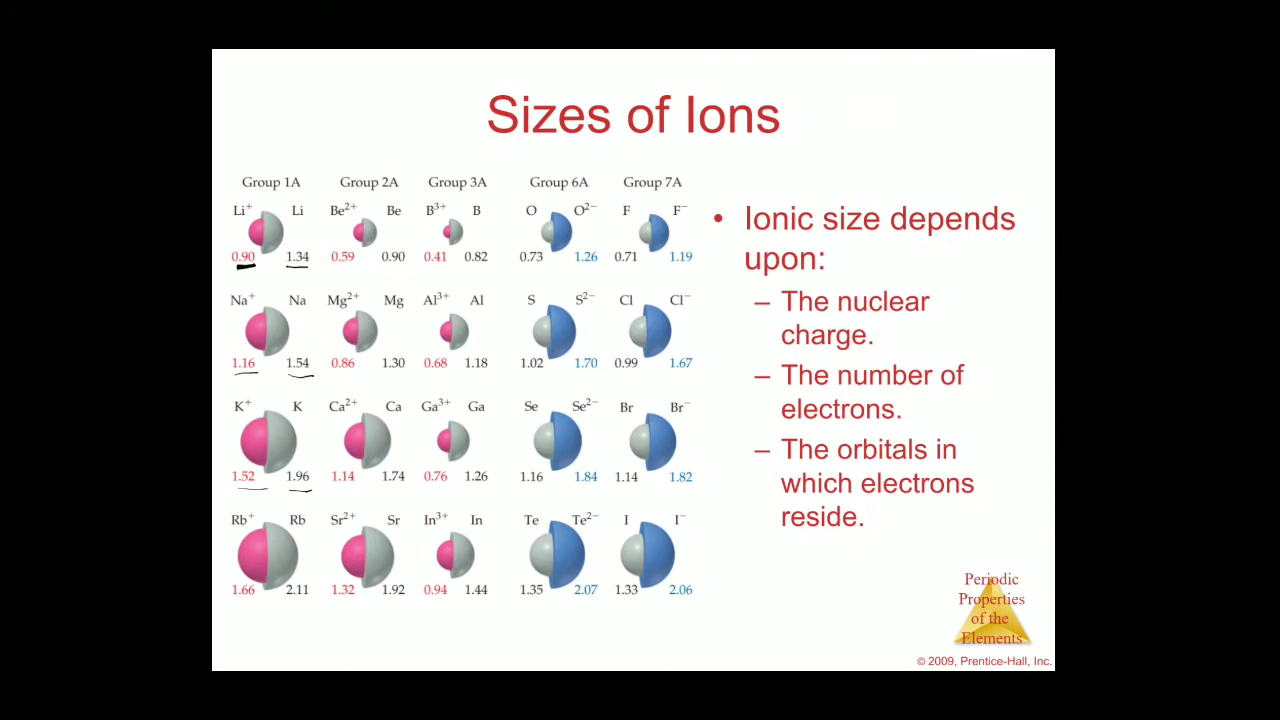 Sizes of Ions
Group 1A Group 2A Group 3A Group 6A Group 7A
Li⁺ Li Be²⁺ Be B³⁺ B O O²⁻ F F⁻
0.90 1.34 0.59 0.90 0.41 0.82 0.73 1.26 0.71 1.19
Na⁺ Na Mg²⁺ Mg Al³⁺ Al S S²⁻ Cl Cl⁻
1.16 1.54 0.86 1.30 0.68 1.18 1.02 1.70 0.99 1.67
K⁺ K Ca²⁺ Ca Ga³⁺ Ga Se Se²⁻ Br Br⁻
1.52 1.96 1.14 1.74 0.76 1.26 1.16 1.84 1.14 1.82
Rb⁺ Rb Sr²⁺ Sr In³⁺ In Te Te²⁻ I I⁻
1.66 2.11 1.32 1.92 0.94 1.44 1.35 2.07 1.33 2.06
• Ionic size depends
upon:
– The nuclear
charge.
– The number of
electrons.
– The orbitals in
which electrons
reside.
Periodic
Properties
of the
Elements
© 2009, Prentice-Hall, Inc.